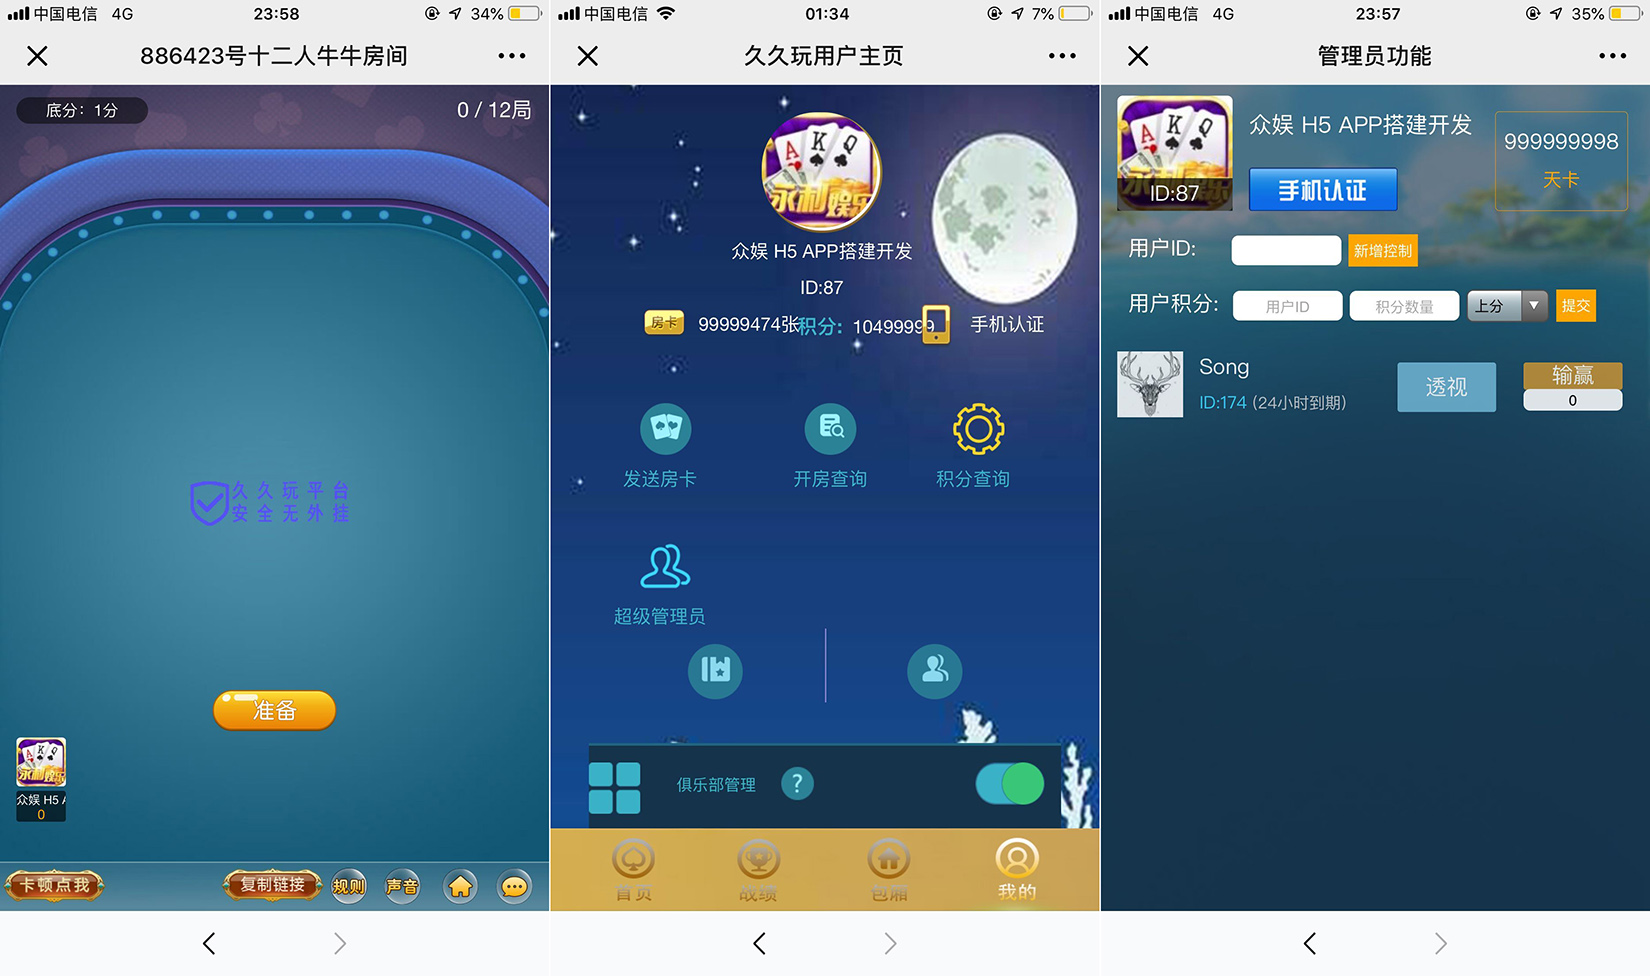 中国电信 4G 23:58 34%
886423号十二人牛牛房间
底分：1分
0 / 12局
久久玩平台
安全无外挂
准备
A K Q
永利娱乐
众娱 H5 A
0
卡顿点我
复制链接
规则
声音
中国电信 01:34 7%
久久玩用户主页
A K Q
永利娱乐
众娱 H5 APP搭建开发
ID:87
房卡 99999474张
积分： 10499999
手机认证
发送房卡
开房查询
积分查询
超级管理员
俱乐部管理 ?
首页
战绩
包厢
我的
中国电信 4G 23:57 35%
管理员功能
A K Q
ID:87
众娱 H5 APP搭建开发
手机认证
999999998
天卡
用户ID: 新增控制
用户积分: 用户ID 积分数量 上分 提交
Song
ID:174 (24小时到期)
透视
输赢
0